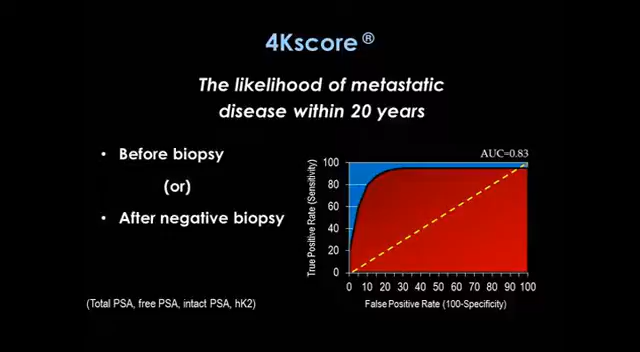 4Kscore®
The likelihood of metastatic
disease within 20 years
• Before biopsy
(or)
• After negative biopsy
(Total PSA, free PSA, intact PSA, hK2)
AUC=0.83
True Positive Rate (Sensitivity)
100
80
60
40
20
0
0 10 20 30 40 50 60 70 80 90 100
False Positive Rate (100-Specificity)